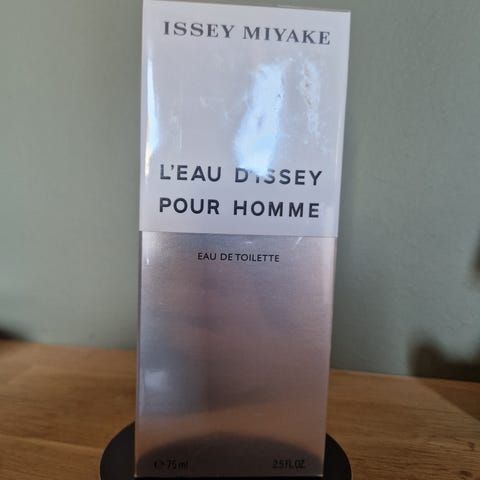 ISSEY MIYAKE
L'EAU D'ISSEY
POUR HOMME
EAU DE TOILETTE
℮ 75 ml 2.5 FL.OZ.